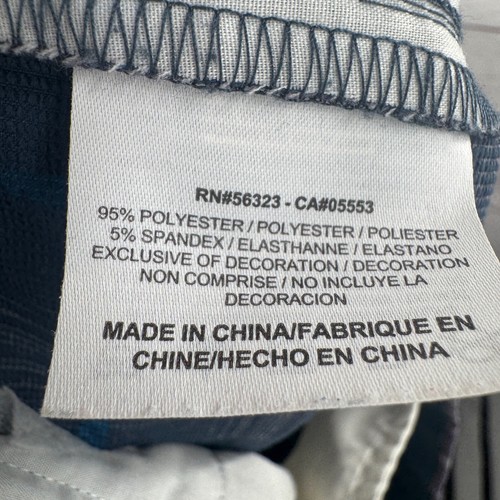 RN#56323 - CA#05553
95% POLYESTER / POLYESTER / POLIESTER
5% SPANDEX / ELASTHANNE / ELASTANO
EXCLUSIVE OF DECORATION / DECORATION
NON COMPRISE / NO INCLUYE LA
DECORACION
MADE IN CHINA/FABRIQUE EN
CHINE/HECHO EN CHINA